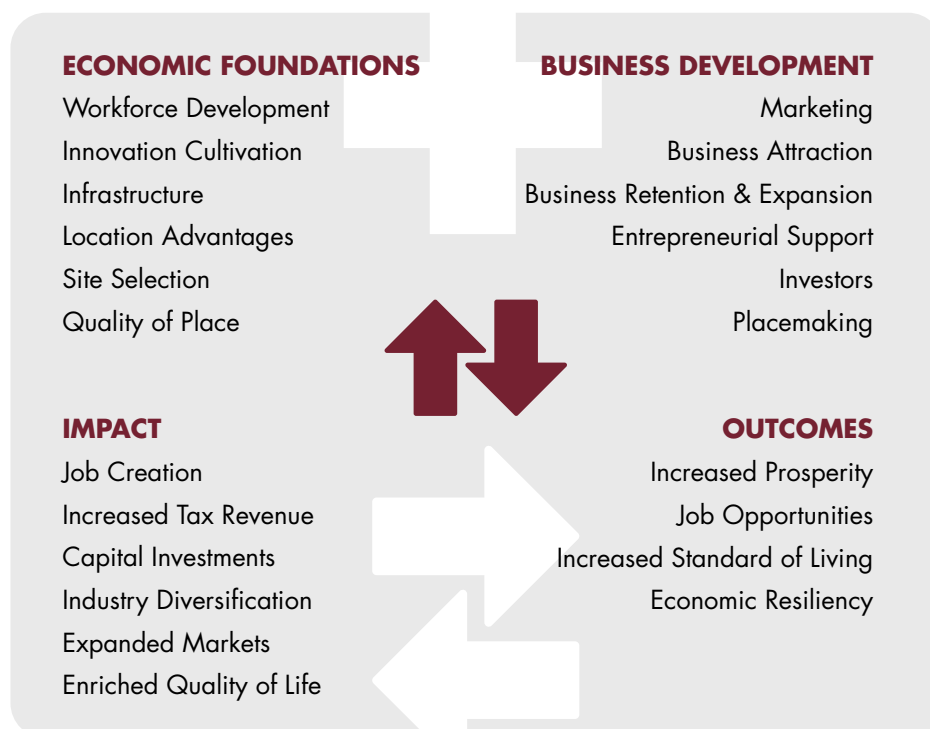 ECONOMIC FOUNDATIONS
Workforce Development
Innovation Cultivation
Infrastructure
Location Advantages
Site Selection
Quality of Place
BUSINESS DEVELOPMENT
Marketing
Business Attraction
Business Retention & Expansion
Entrepreneurial Support
Investors
Placemaking
IMPACT
Job Creation
Increased Tax Revenue
Capital Investments
Industry Diversification
Expanded Markets
Enriched Quality of Life
OUTCOMES
Increased Prosperity
Job Opportunities
Increased Standard of Living
Economic Resiliency